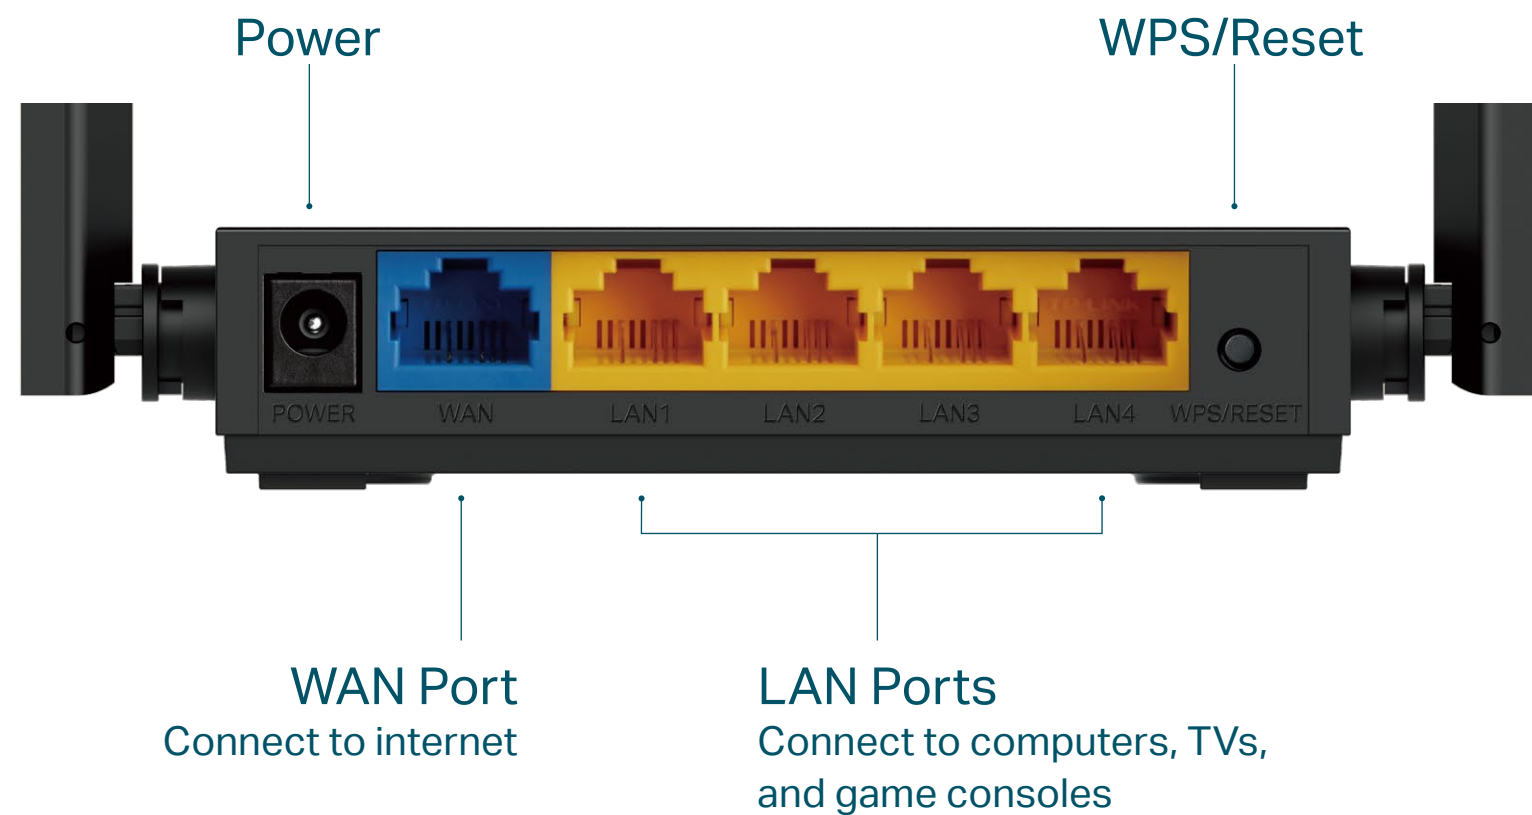 Power
WPS/Reset
POWER
WAN
LAN1
LAN2
LAN3
LAN4
WPS/RESET
WAN Port
Connect to internet
LAN Ports
Connect to computers, TVs,
and game consoles